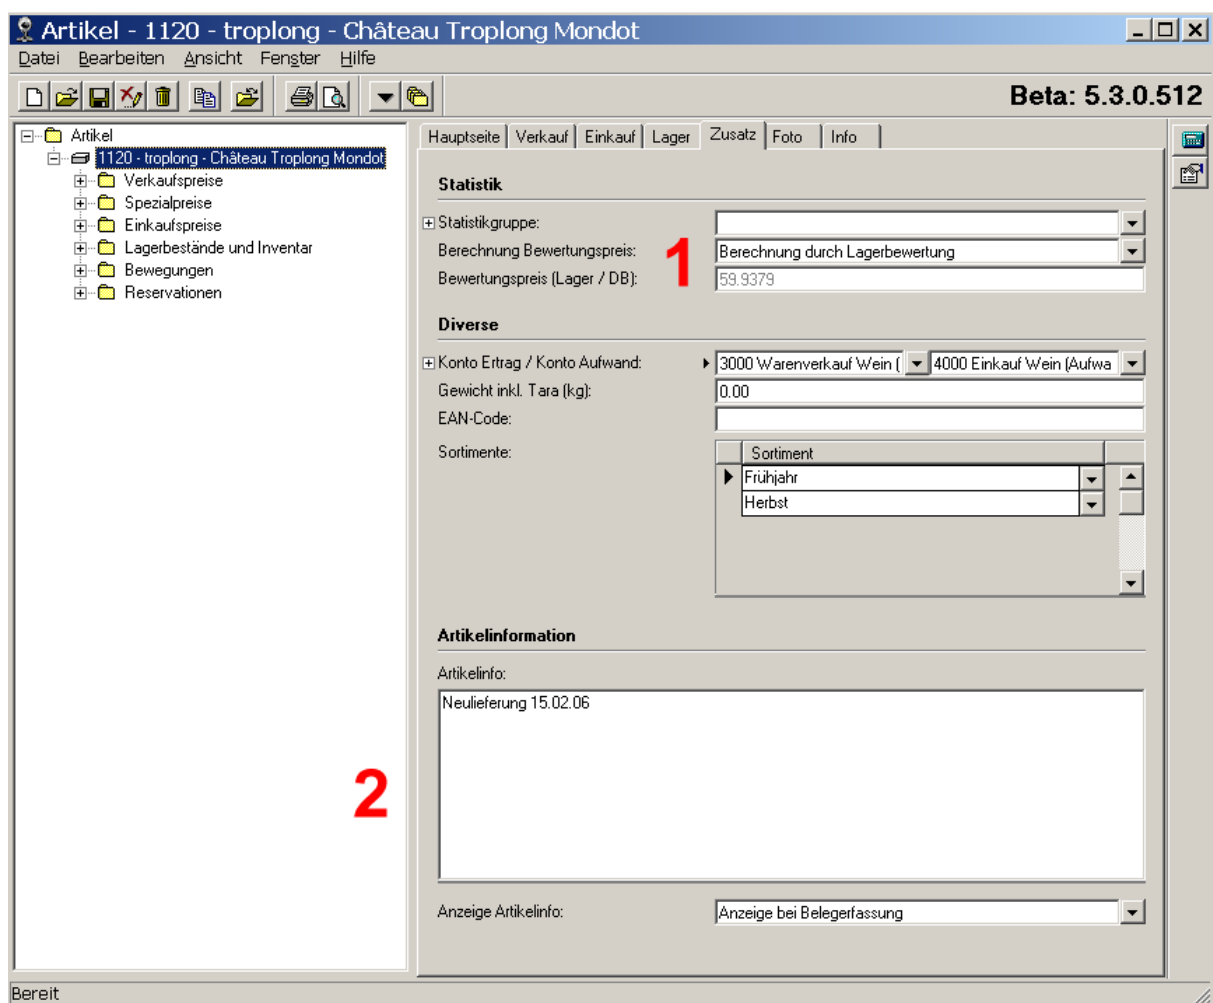 Artikel - 1120 - troplong - Château Troplong Mondot
Datei Bearbeiten Ansicht Fenster Hilfe
Beta: 5.3.0.512
Artikel
1120 - troplong - Château Troplong Mondot
Verkaufspreise
Spezialpreise
Einkaufspreise
Lagerbestände und Inventar
Bewegungen
Reservationen
Hauptseite Verkauf Einkauf Lager Zusatz Foto Info
Statistik
Statistikgruppe:
Berechnung Bewertungspreis: 1 Berechnung durch Lagerbewertung
Bewertungspreis (Lager / DB): 59.9379
Diverse
Konto Ertrag / Konto Aufwand: 3000 Warenverkauf Wein ( 4000 Einkauf Wein (Aufwa
Gewicht inkl. Tara (kg): 0.00
EAN-Code:
Sortimente: Sortiment
Frühjahr
Herbst
Artikelinformation
Artikelinfo:
Neulieferung 15.02.06
2
Anzeige Artikelinfo: Anzeige bei Belegerfassung
Bereit